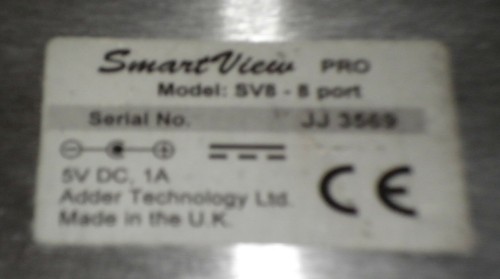 SmartView PRO
Model: SV8 - 8 port
Serial No. JJ 3569
5V DC, 1A
Adder Technology Ltd.
Made in the U.K.
CE